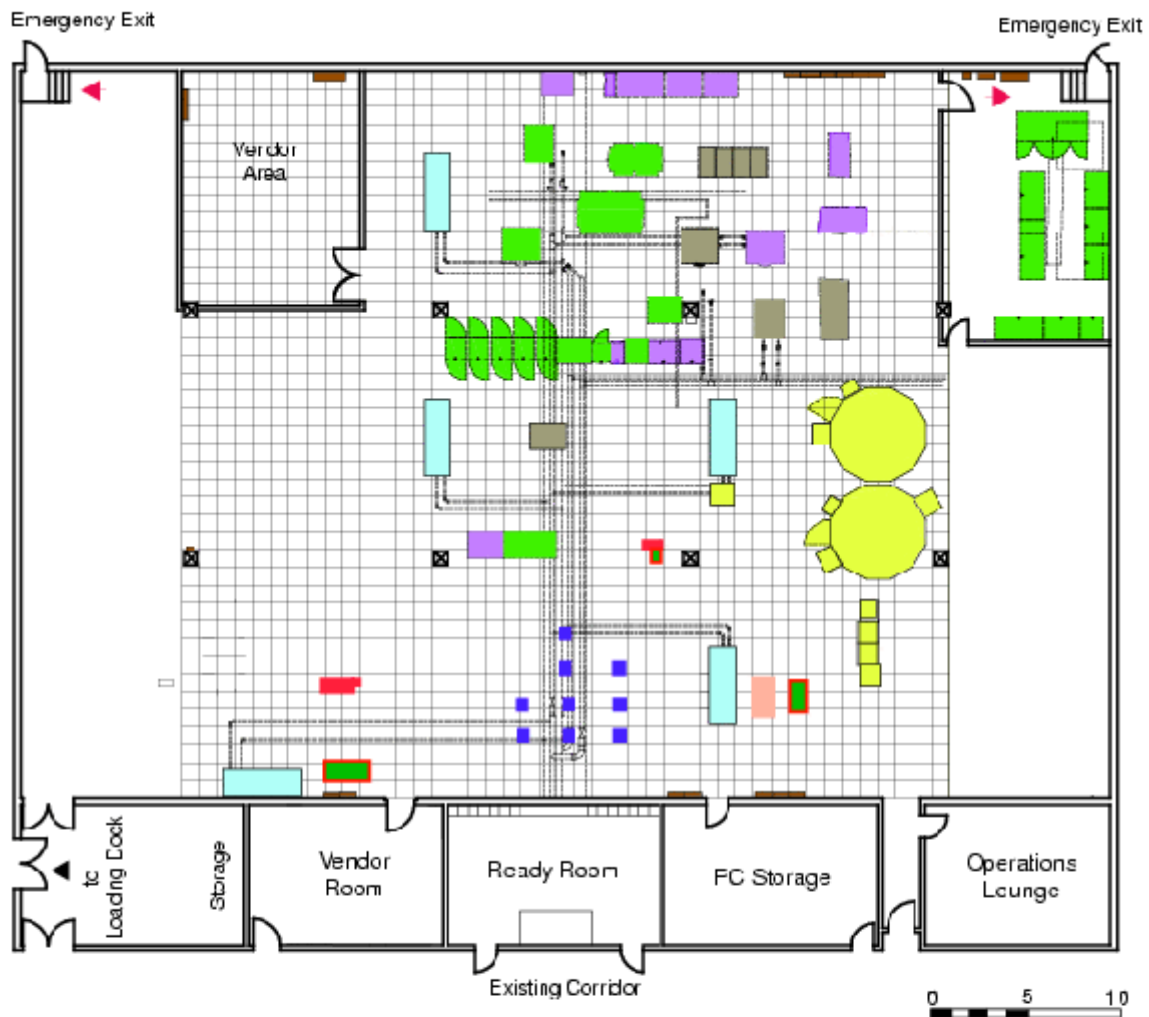 Emergency Exit
Emergency Exit
Vendor
Area
to
Loading Dock
Storage
Vendor
Room
Ready Room
FC Storage
Operations
Lounge
Existing Corridor
0 5 10